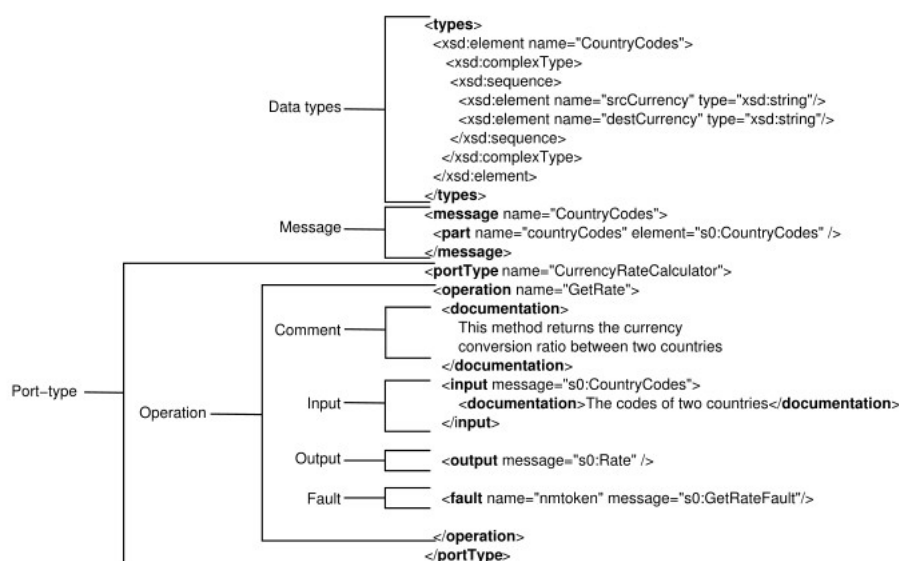 <types>
<xsd:element name="CountryCodes">
<xsd:complexType>
<xsd:sequence>
Data types
<xsd:element name="srcCurrency" type="xsd:string"/>
<xsd:element name="destCurrency" type="xsd:string"/>
</xsd:sequence>
</xsd:complexType>
</xsd:element>
</types>
<message name="CountryCodes">
Message
<part name="countryCodes" element="s0:CountryCodes" />
</message>
<portType name="CurrencyRateCalculator">
<operation name="GetRate">
<documentation>
Comment
This method returns the currency
conversion ratio between two countries
</documentation>
Port-type
Operation
Input
<input message="s0:CountryCodes">
<documentation>The codes of two countries</documentation>
</input>
Output
<output message="s0:Rate" />
Fault
<fault name="nmtoken" message="s0:GetRateFault"/>
</operation>
</portType>